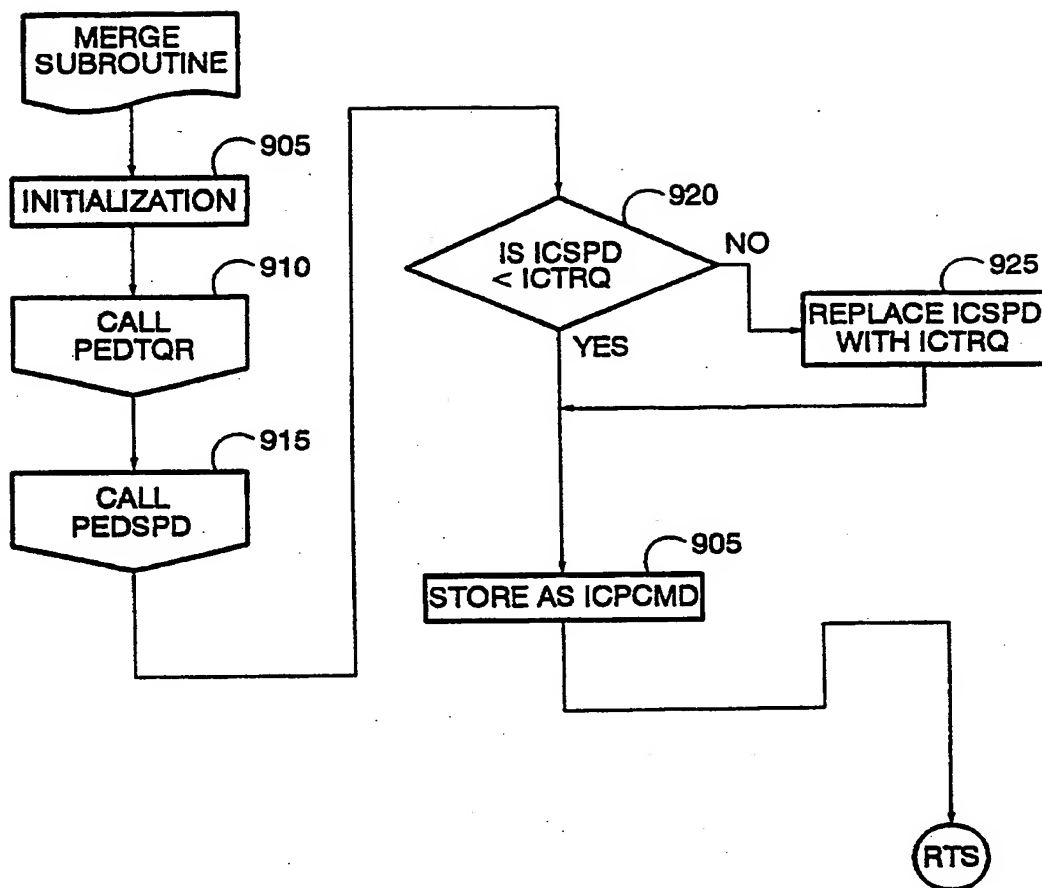 MERGE
SUBROUTINE
905
INITIALIZATION
910
CALL
PEDTQR
915
CALL
PEDSPD
920
IS ICSPD
< ICTRQ
NO
YES
925
REPLACE ICSPD
WITH ICTRQ
905
STORE AS ICPCMD
RTS